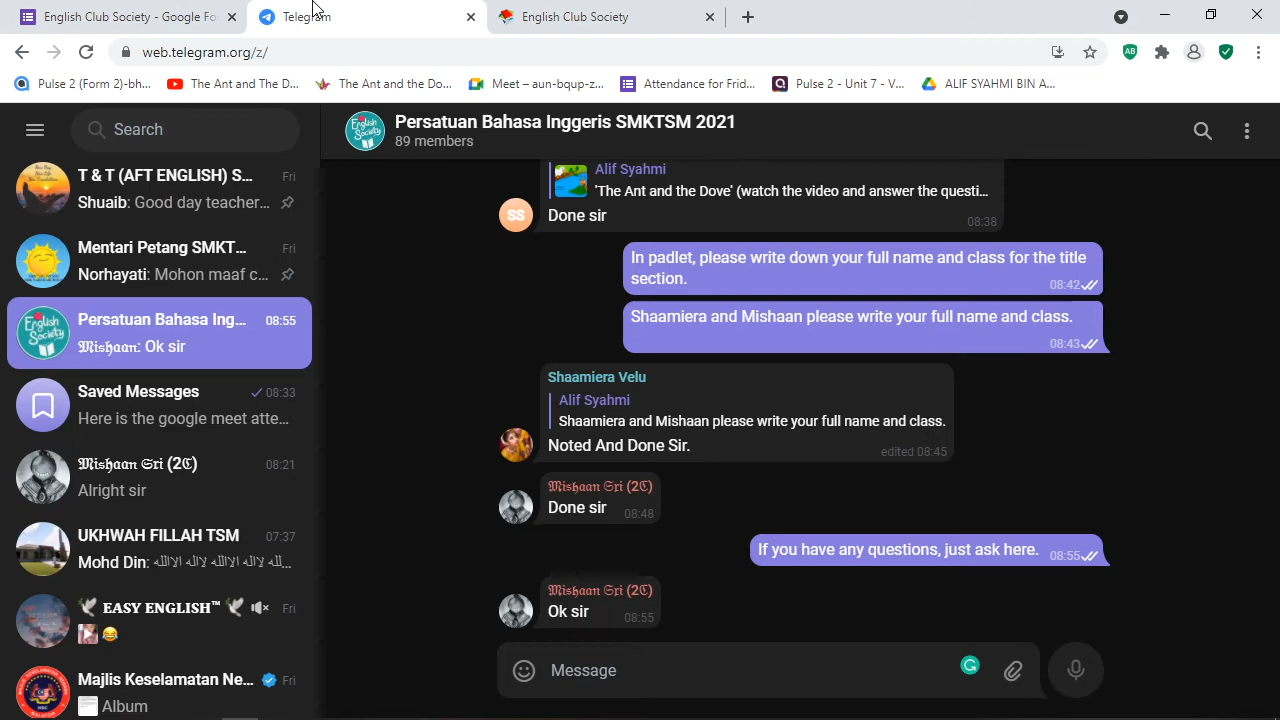 English Club Society - Google Fo
Telegram
English Club Society
web.telegram.org/z/
AB
Pulse 2 (Form 2)-bh...
The Ant and The D...
The Ant and the Do...
Meet – aun-bqup-z...
Attendance for Frid...
Pulse 2 - Unit 7 - V...
ALIF SYAHMI BIN A...
Search
T & T (AFT ENGLISH) S...
Fri
Shuaib: Good day teacher...
Mentari Petang SMKT...
Fri
Norhayati: Mohon maaf c...
English Society
Persatuan Bahasa Ing...
08:55
𝔐𝔦𝔰𝔥𝔞𝔞𝔫: Ok sir
Saved Messages
08:33
Here is the google meet atte...
𝔐𝔦𝔰𝔥𝔞𝔞𝔫 𝔖𝔯𝔦 (2ℭ)
08:21
Alright sir
UKHWAH FILLAH TSM
07:37
Mohd Din:
🕊 𝐄𝐀𝐒𝐘 𝐄𝐍𝐆𝐋𝐈𝐒𝐇™ 🕊
Fri
😂
Majlis Keselamatan Ne...
Fri
Album
English Society
Persatuan Bahasa Inggeris SMKTSM 2021
89 members
Alif Syahmi
'The Ant and the Dove' (watch the video and answer the questi...
SS
Done sir
08:38
In padlet, please write down your full name and class for the title
section.
08:42
Shaamiera and Mishaan please write your full name and class.
08:43
Shaamiera Velu
Alif Syahmi
Shaamiera and Mishaan please write your full name and class.
Noted And Done Sir.
edited 08:45
𝔐𝔦𝔰𝔥𝔞𝔞𝔫 𝔖𝔯𝔦 (2ℭ)
Done sir
08:48
If you have any questions, just ask here.
08:55
𝔐𝔦𝔰𝔥𝔞𝔞𝔫 𝔖𝔯𝔦 (2ℭ)
Ok sir
08:55
Message